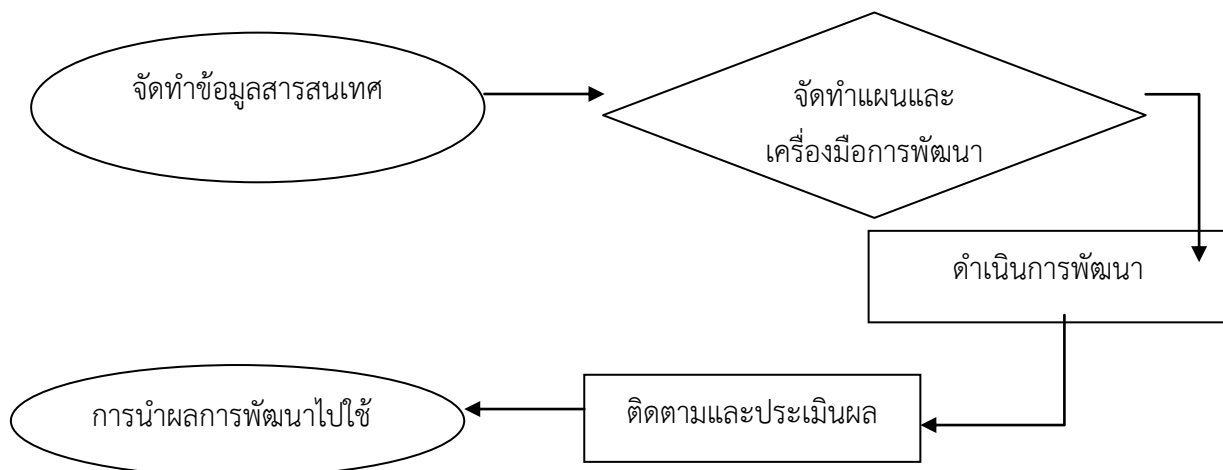 จัดทำข้อมูลสารสนเทศ
จัดทำแผนและ
เครื่องมือการพัฒนา
ดำเนินการพัฒนา
ติดตามและประเมินผล
การนำผลการพัฒนาไปใช้